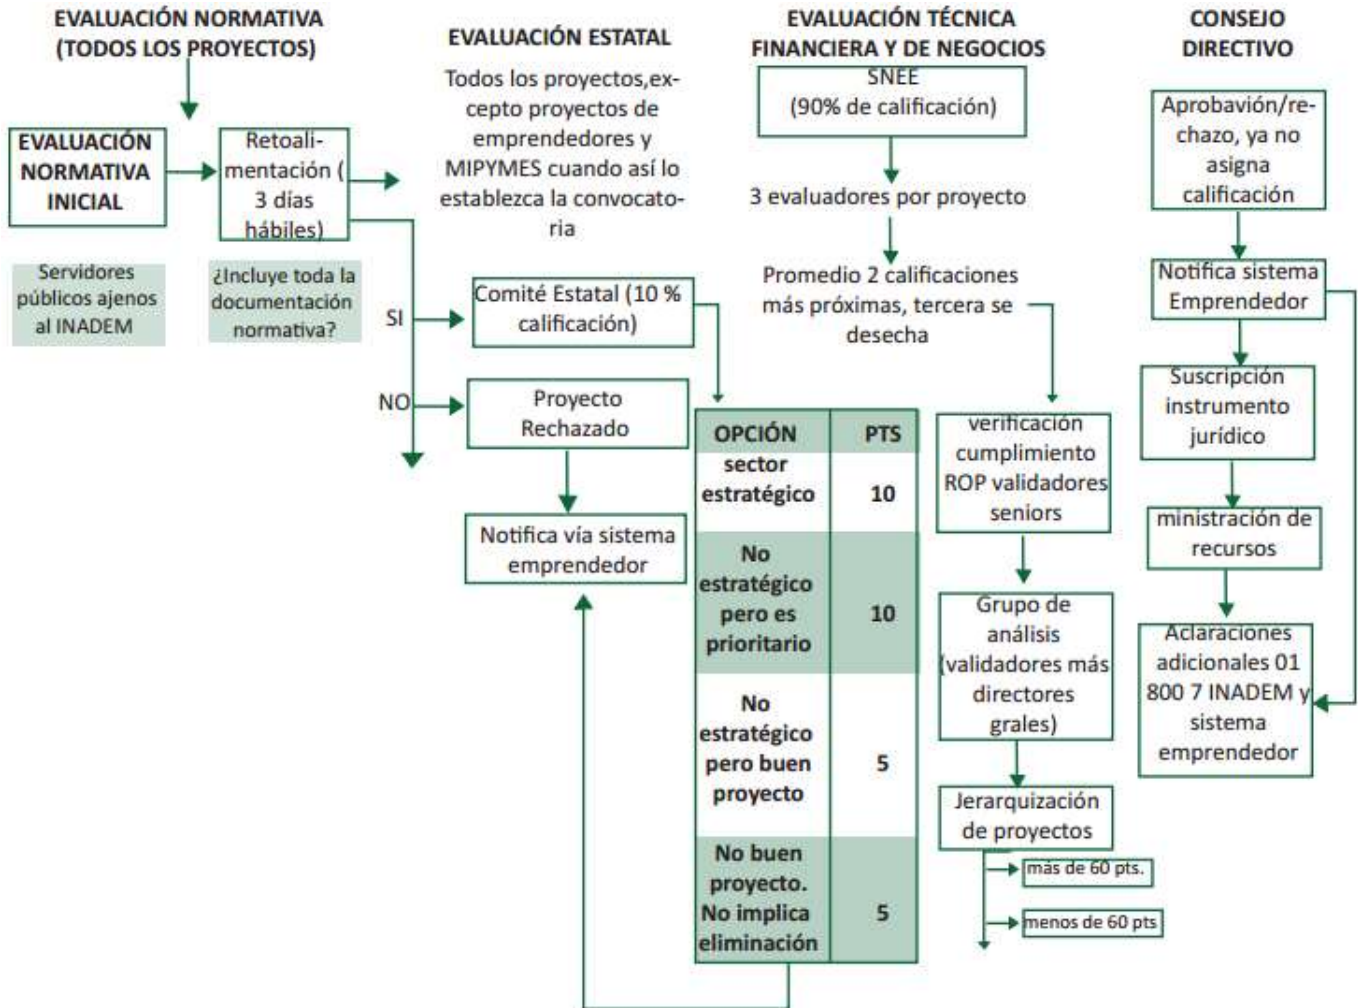 EVALUACIÓN NORMATIVA
(TODOS LOS PROYECTOS)
EVALUACIÓN
NORMATIVA
INICIAL
Servidores
públicos ajenos
al INADEM
Retoali-
mentación (
3 días
hábiles)
¿Incluye toda la
documentación
normativa?
SI
NO
EVALUACIÓN ESTATAL
Todos los proyectos,ex-
cepto proyectos de
emprendedores y
MIPYMES cuando así lo
establezca la convocato-
ria
Comité Estatal (10 %
calificación)
Proyecto
Rechazado
Notifica vía sistema
emprendedor
OPCIÓN PTS
sector
estratégico 10
No
estratégico
pero es
prioritario 10
No
estratégico
pero buen
proyecto 5
No buen
proyecto.
No implica
eliminación 5
EVALUACIÓN TÉCNICA
FINANCIERA Y DE NEGOCIOS
SNEE
(90% de calificación)
3 evaluadores por proyecto
Promedio 2 calificaciones
más próximas, tercera se
desecha
verificación
cumplimiento
ROP validadores
seniors
Grupo de
análisis
(validadores más
directores
grales)
Jerarquización
de proyectos
más de 60 pts.
menos de 60 pts
CONSEJO
DIRECTIVO
Aprobavión/re-
chazo, ya no
asigna
calificación
Notifica sistema
Emprendedor
Suscripción
instrumento
jurídico
ministración de
recursos
Aclaraciones
adicionales 01
800 7 INADEM y
sistema
emprendedor